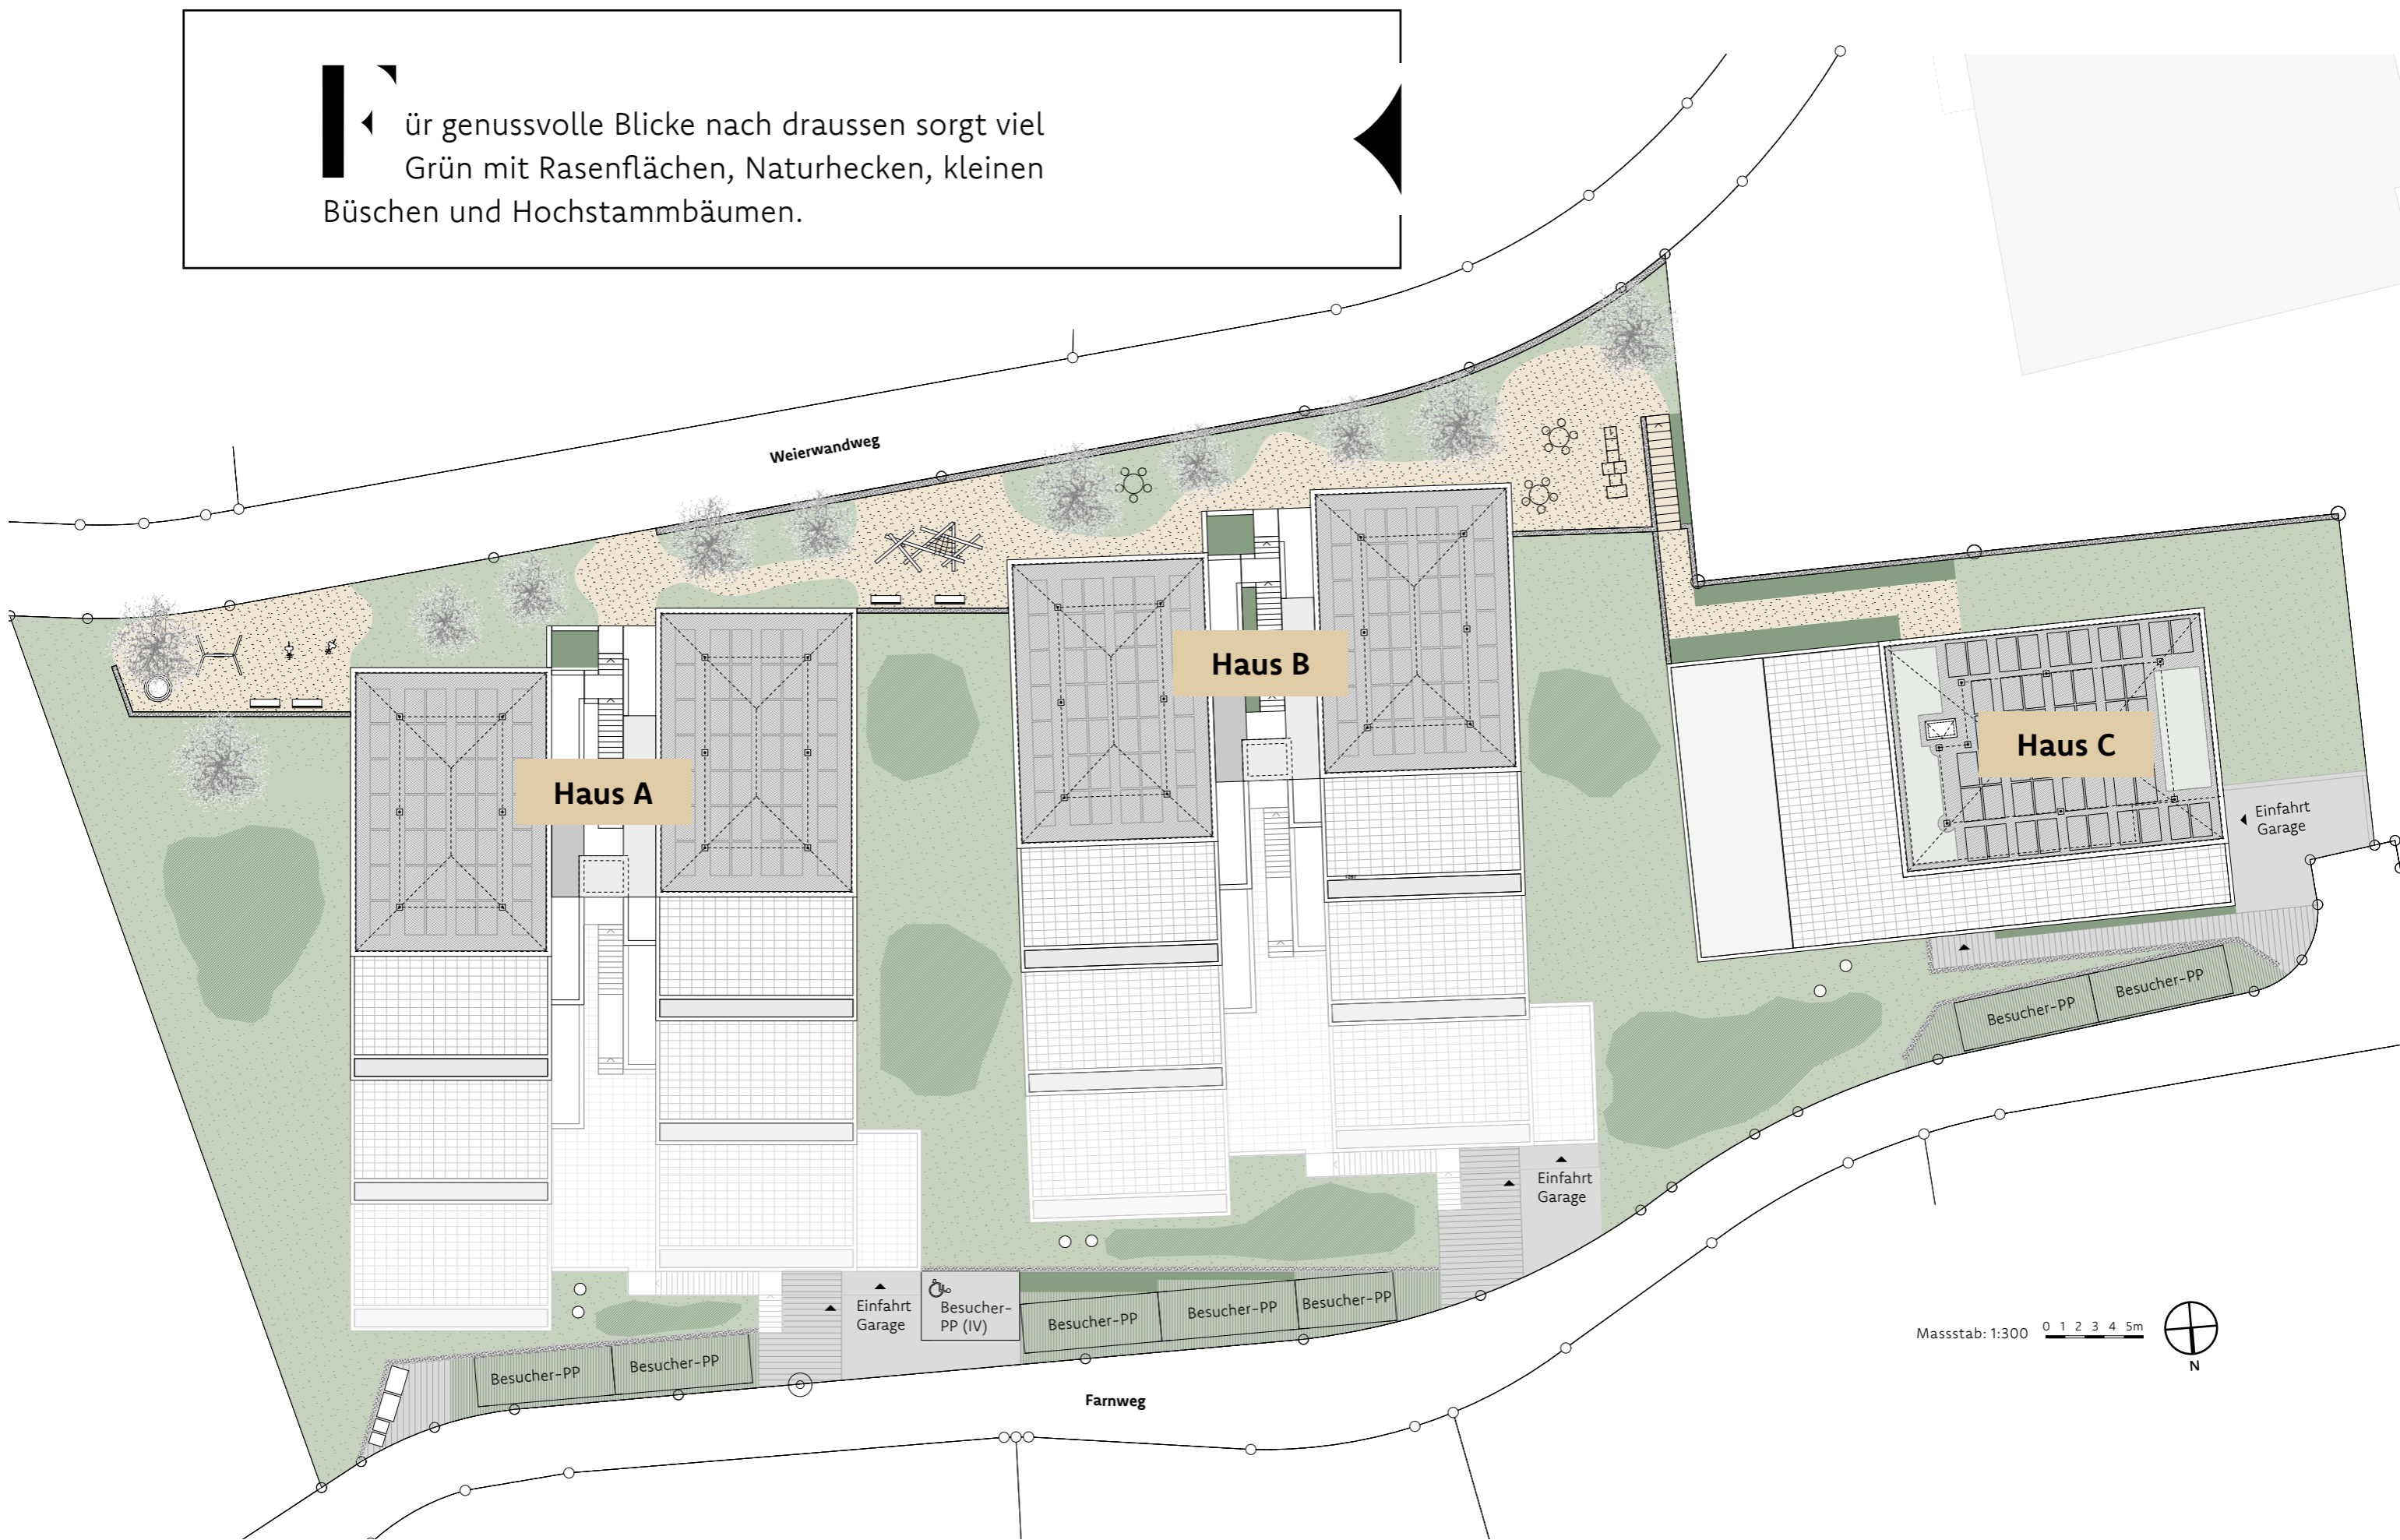 Für genussvolle Blicke nach draussen sorgt viel
Grün mit Rasenflächen, Naturhecken, kleinen
Büschen und Hochstammbäumen.
Weierwandweg
Haus A
Haus B
Haus C
Einfahrt
Garage
Besucher-PP
Besucher-PP
Einfahrt
Garage
Einfahrt
Garage
Besucher-
PP (IV)
Besucher-PP
Besucher-PP
Besucher-PP
Besucher-PP
Besucher-PP
Farnweg
Massstab: 1:300
0 1 2 3 4 5m
N